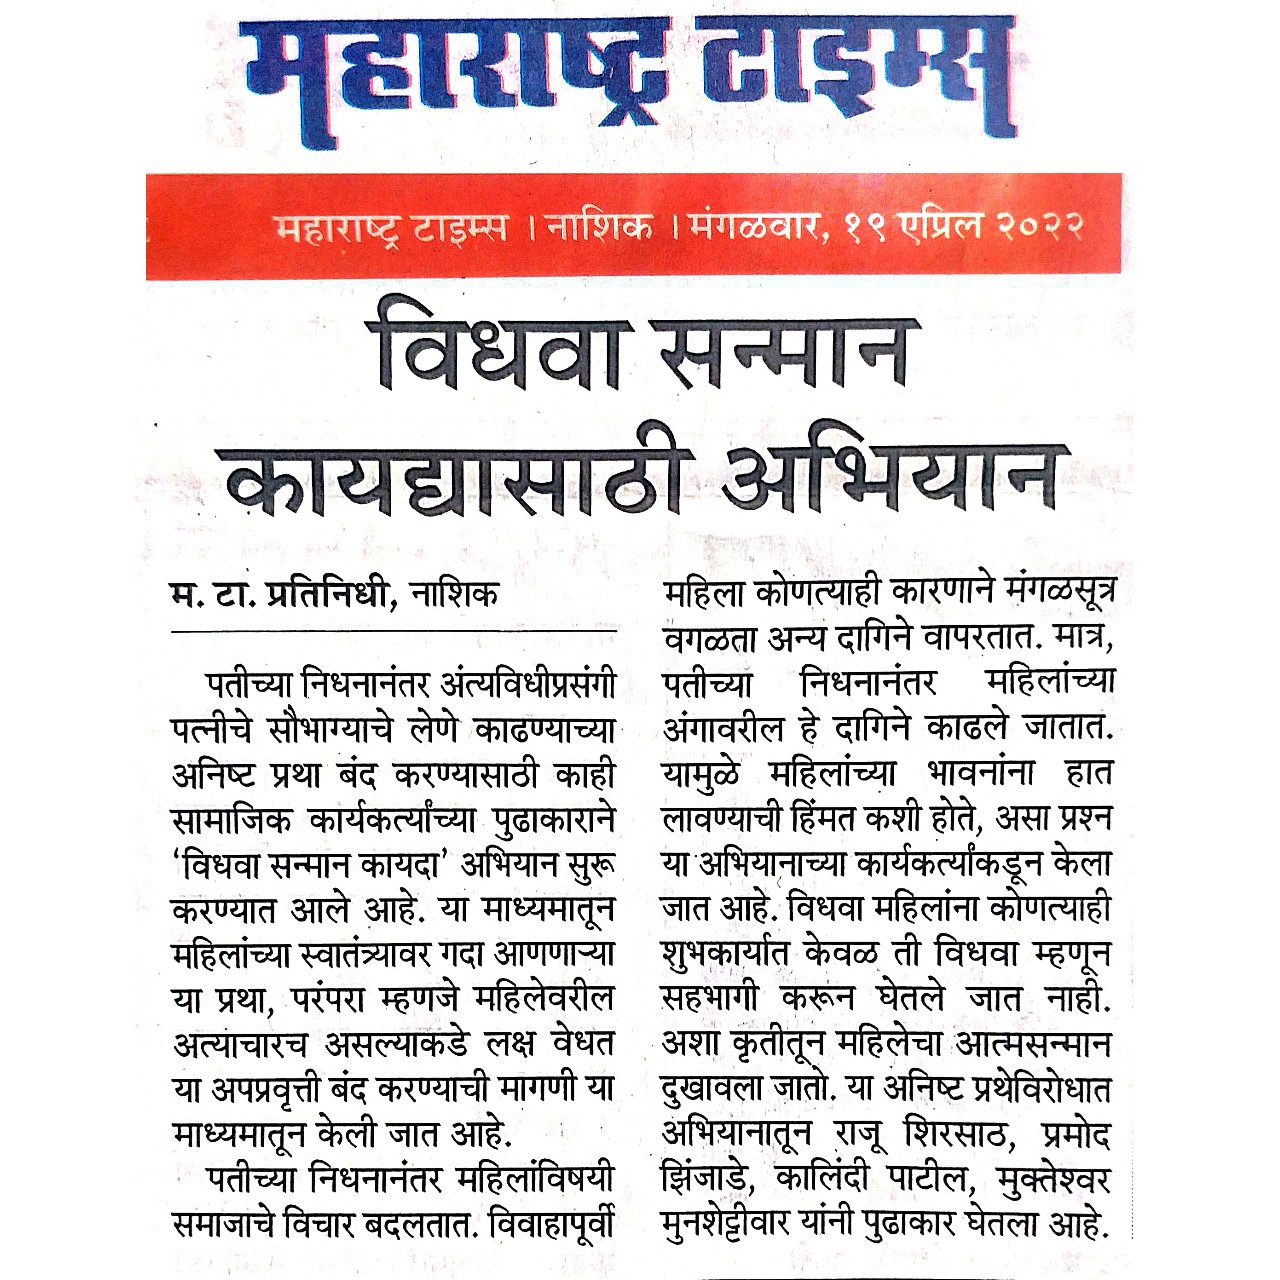 महाराष्ट्र टाइम्स
महाराष्ट्र टाइम्स । नाशिक । मंगळवार, १९ एप्रिल २०२२
विधवा सन्मान
कायद्यासाठी अभियान
म. टा. प्रतिनिधी, नाशिक
पतीच्या निधनानंतर अंत्यविधीप्रसंगी
पत्नीचे सौभाग्याचे लेणे काढण्याच्या
अनिष्ट प्रथा बंद करण्यासाठी काही
सामाजिक कार्यकर्त्यांच्या पुढाकाराने
‘विधवा सन्मान कायदा’ अभियान सुरू
करण्यात आले आहे. या माध्यमातून
महिलांच्या स्वातंत्र्यावर गदा आणणाऱ्या
या प्रथा, परंपरा म्हणजे महिलेवरील
अत्याचारच असल्याकडे लक्ष वेधत
या अपप्रवृत्ती बंद करण्याची मागणी या
माध्यमातून केली जात आहे.
पतीच्या निधनानंतर महिलांविषयी
समाजाचे विचार बदलतात. विवाहापूर्वी
महिला कोणत्याही कारणाने मंगळसूत्र
वगळता अन्य दागिने वापरतात. मात्र,
पतीच्या निधनानंतर महिलांच्या
अंगावरील हे दागिने काढले जातात.
यामुळे महिलांच्या भावनांना हात
लावण्याची हिंमत कशी होते, असा प्रश्न
या अभियानाच्या कार्यकर्त्यांकडून केला
जात आहे. विधवा महिलांना कोणत्याही
शुभकार्यात केवळ ती विधवा म्हणून
सहभागी करून घेतले जात नाही.
अशा कृतीतून महिलेचा आत्मसन्मान
दुखावला जातो. या अनिष्ट प्रथेविरोधात
अभियानातून राजू शिरसाठ, प्रमोद
झिंजाडे, कालिंदी पाटील, मुक्तेश्वर
मुनशेट्टीवार यांनी पुढाकार घेतला आहे.